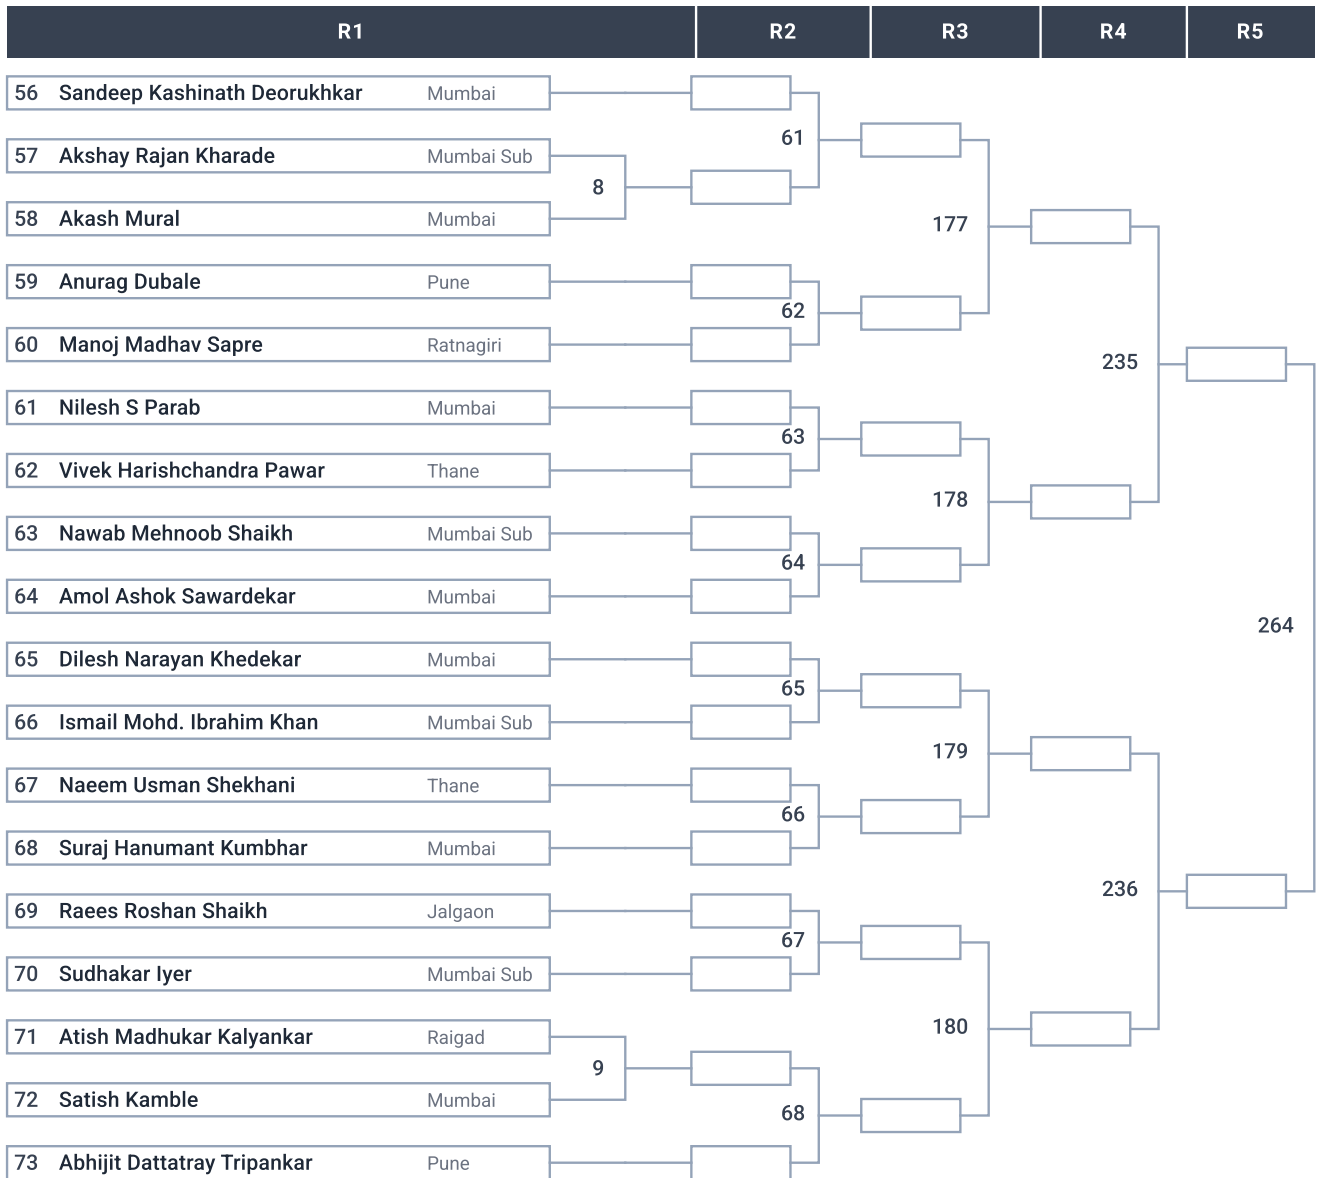 R1 R2 R3 R4 R5
56 Sandeep Kashinath Deorukhkar Mumbai
61
57 Akshay Rajan Kharade Mumbai Sub
8
58 Akash Mural Mumbai
177
59 Anurag Dubale Pune
62
60 Manoj Madhav Sapre Ratnagiri
235
61 Nilesh S Parab Mumbai
63
62 Vivek Harishchandra Pawar Thane
178
63 Nawab Mehnoob Shaikh Mumbai Sub
64
64 Amol Ashok Sawardekar Mumbai
264
65 Dilesh Narayan Khedekar Mumbai
65
66 Ismail Mohd. Ibrahim Khan Mumbai Sub
179
67 Naeem Usman Shekhani Thane
66
68 Suraj Hanumant Kumbhar Mumbai
236
69 Raees Roshan Shaikh Jalgaon
67
70 Sudhakar Iyer Mumbai Sub
180
71 Atish Madhukar Kalyankar Raigad
9
72 Satish Kamble Mumbai
68
73 Abhijit Dattatray Tripankar Pune